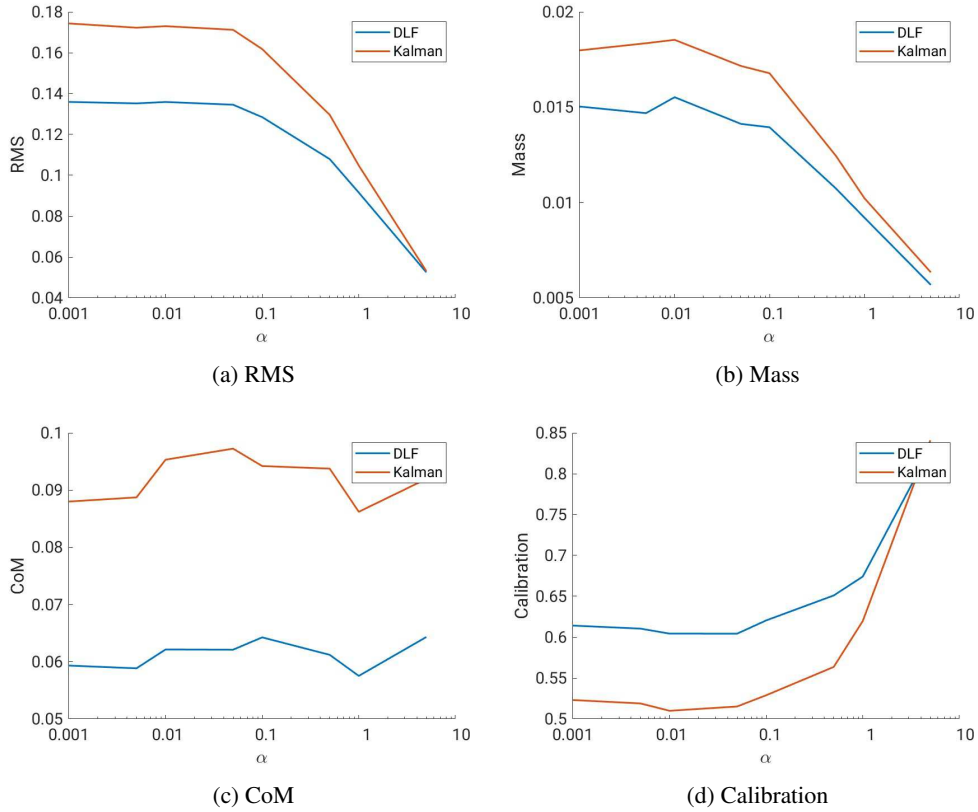 0.18
0.16
0.14
0.12
0.1
0.08
0.06
0.04
RMS
0.001
0.01
0.1
1
10
α
DLF
Kalman
(a) RMS
0.02
0.015
0.01
0.005
Mass
0.001
0.01
0.1
1
10
α
DLF
Kalman
(b) Mass
0.1
0.09
0.08
0.07
0.06
0.05
CoM
0.001
0.01
0.1
1
10
α
DLF
Kalman
(c) CoM
0.85
0.8
0.75
0.7
0.65
0.6
0.55
0.5
Calibration
0.001
0.01
0.1
1
10
α
DLF
Kalman
(d) Calibration